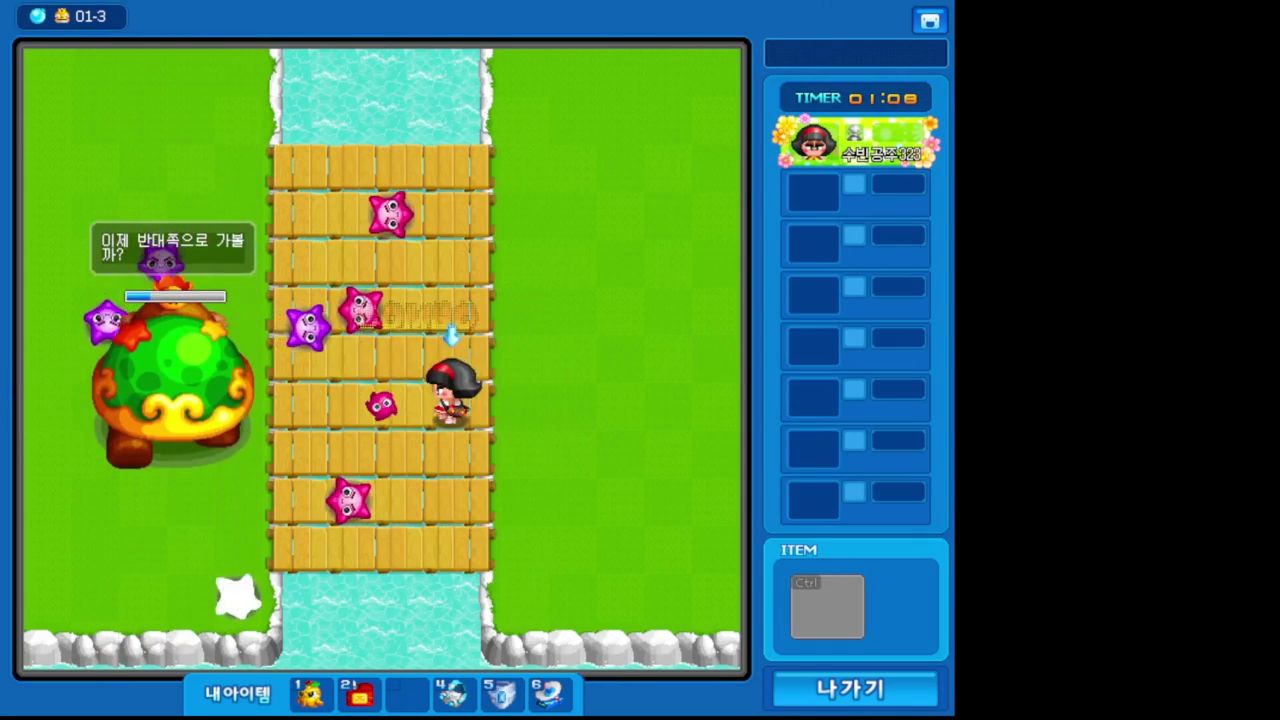 01-3
TIMER 01:08
수빈공주323
이제 반대쪽으로 가볼
까?
ITEM
Ctrl
내아이템
1
2
4
5
6
나가기